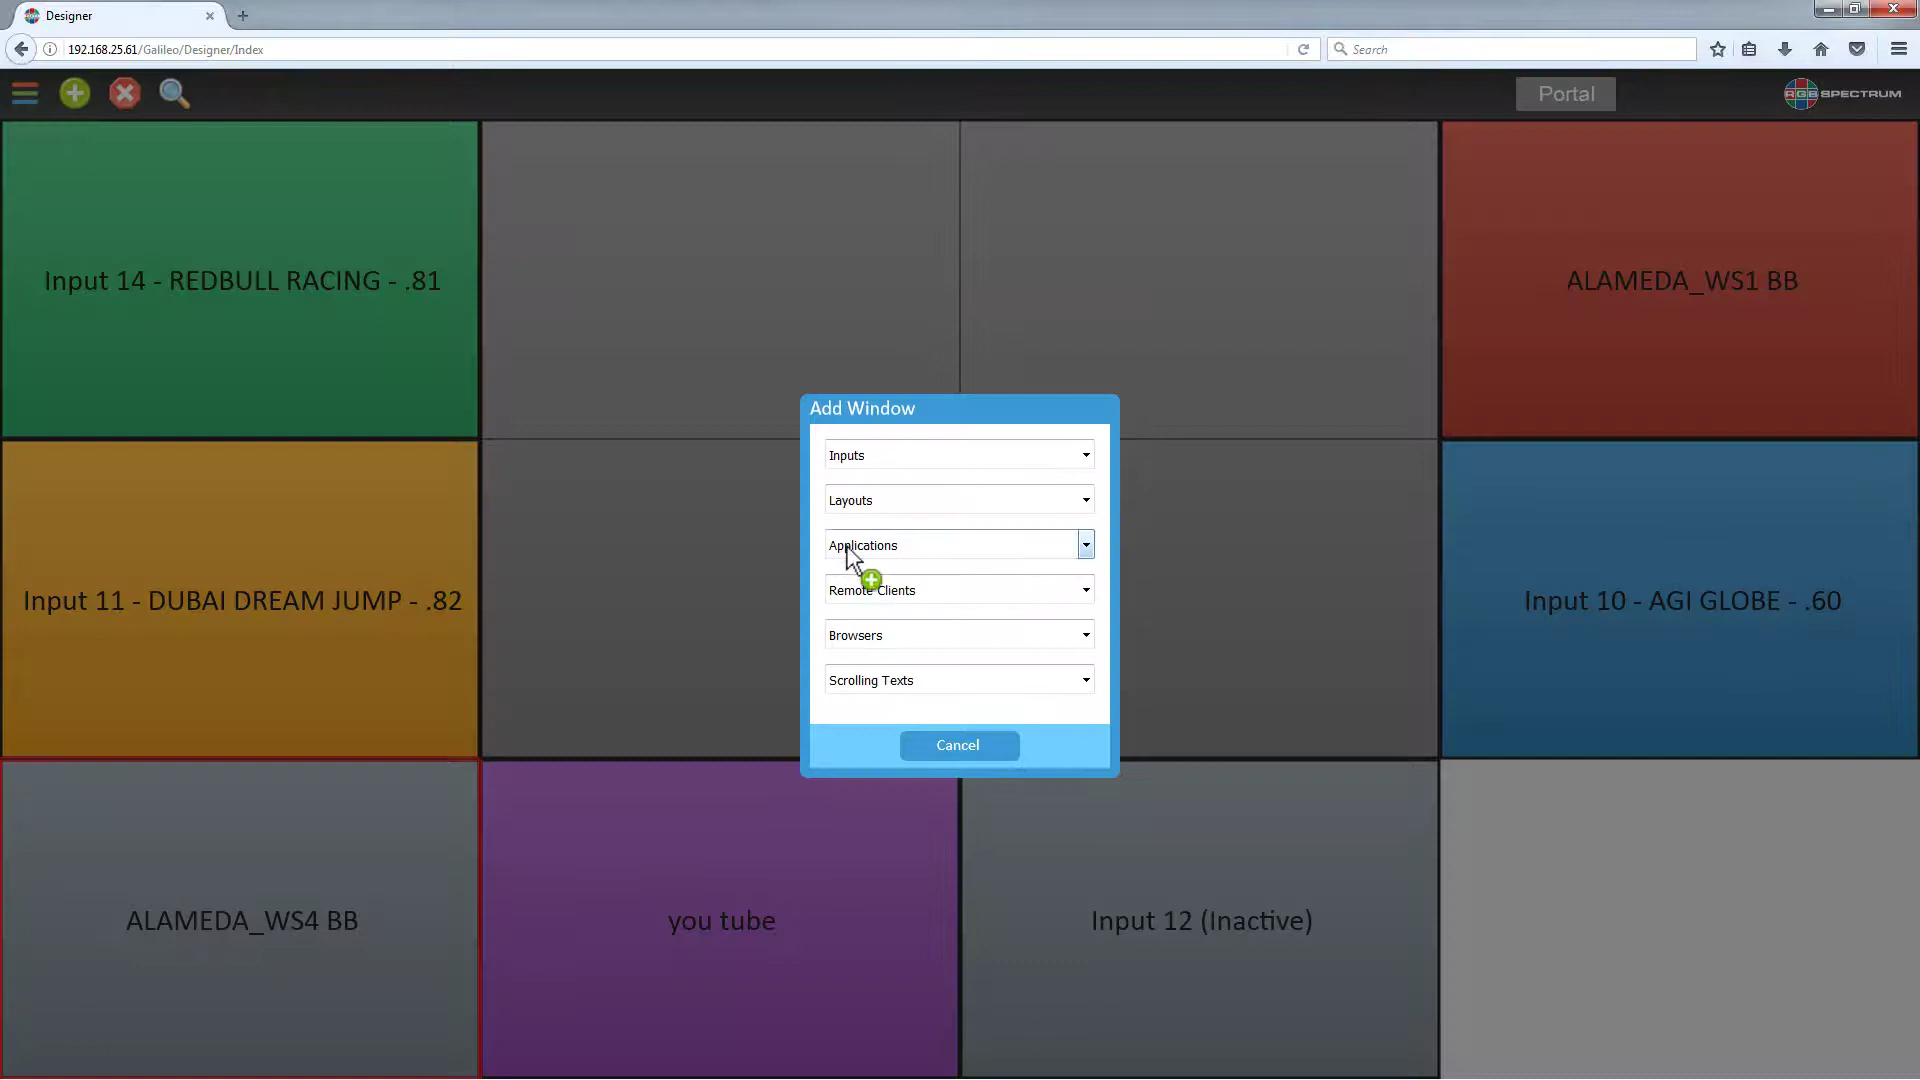 Designer
192.168.25.61/Galileo/Designer/Index
Search
Portal
RGB SPECTRUM
Input 14 - REDBULL RACING - .81
ALAMEDA_WS1 BB
Add Window
Inputs
Layouts
Applications
Remote Clients
Browsers
Scrolling Texts
Cancel
Input 11 - DUBAI DREAM JUMP - .82
Input 10 - AGI GLOBE - .60
ALAMEDA_WS4 BB
you tube
Input 12 (Inactive)